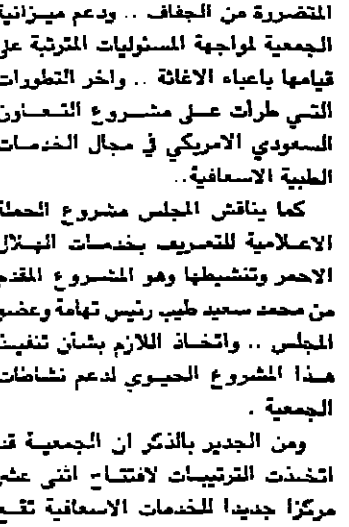 المتضررة من الجفاف .. ودعم ميزانية
الجمعية لمواجهة المسئوليات المترتبة على
قيامها باعباء الاغاثة .. واخر التطورات
التي طرأت على مشروع التعاون
السعودي الامريكي في مجال الخدمات
الطبية الاسعافية..
كما يناقش المجلس مشروع الحملة
الاعلامية للتعريف بخدمات الهلال
الاحمر وتنشيطها وهو المشروع المقدم
من محمد سعيد طيب رئيس تهامة وعضو
المجلس .. واتخاذ اللازم بشأن تنفيذ
هذا المشروع الحيوي لدعم نشاطات
الجمعية .
ومن الجدير بالذكر ان الجمعية قد
اتخذت الترتيبات لافتتاح اثنى عشر
مركزا جديدا للخدمات الاسعافية تقع